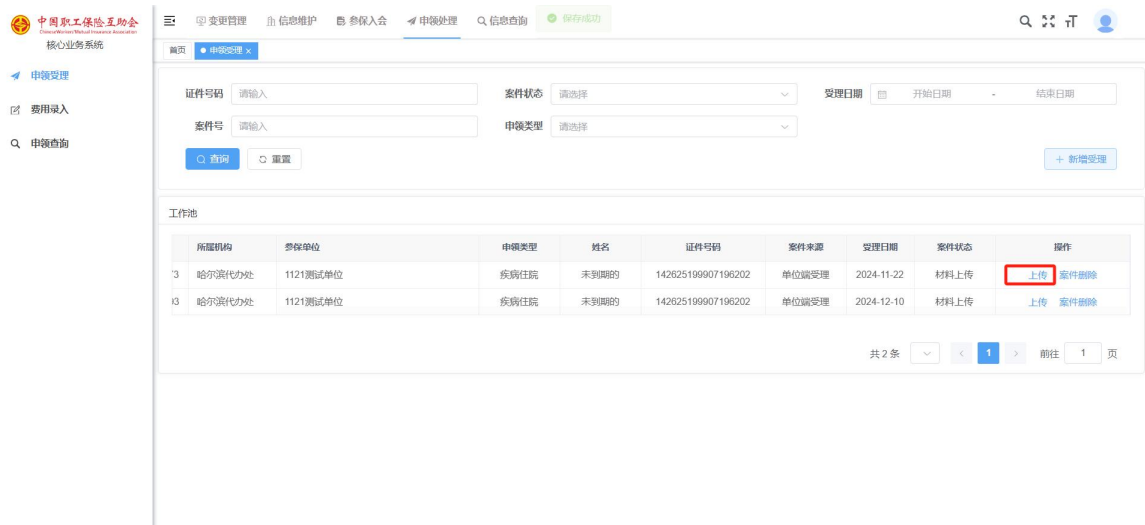 中国职工保险互助会
Chinese Workers' Mutual Insurance Association
核心业务系统
变更管理 信息维护 参保入会 申领处理 信息查询 保存成功
首页 申领受理 ×
申领受理
费用录入
申领查询
证件号码 请输入 案件状态 请选择 受理日期 开始日期 - 结束日期
案件号 请输入 申领类型 请选择
查询 重置 + 新增受理
工作池
所属机构 参保单位 申领类型 姓名 证件号码 案件来源 受理日期 案件状态 操作
73 哈尔滨代办处 1121测试单位 疾病住院 未到期的 142625199907196202 单位端受理 2024-11-22 材料上传 上传 案件删除
03 哈尔滨代办处 1121测试单位 疾病住院 未到期的 142625199907196202 单位端受理 2024-12-10 材料上传 上传 案件删除
共 2 条 < 1 > 前往 1 页